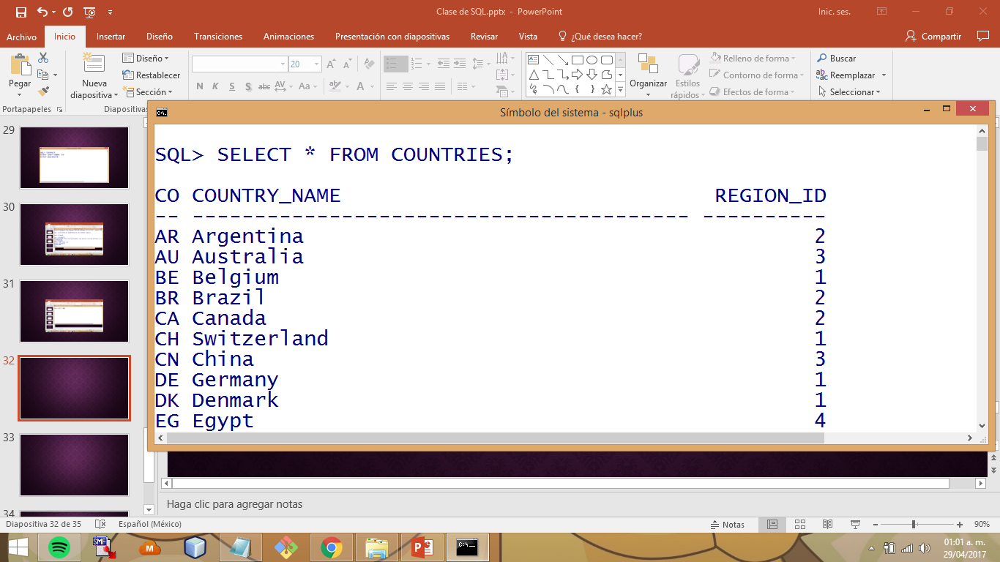 Clase de SQL.pptx - PowerPoint
Inic. ses.
Archivo Inicio Insertar Diseño Transiciones Animaciones Presentación con diapositivas Revisar Vista ¿Qué desea hacer? Compartir
Pegar
Portapapeles
Nueva diapositiva
Diseño
Restablecer
Sección
Diapositivas
20
N K S S abc AV Aa A
Organizar
Estilos rápidos
Relleno de forma
Contorno de forma
Efectos de forma
Buscar
Reemplazar
Seleccionar
Símbolo del sistema - sqlplus
SQL> SELECT * FROM COUNTRIES;
CO COUNTRY_NAME REGION_ID
-- ---------------------------------------- ----------
AR Argentina 2
AU Australia 3
BE Belgium 1
BR Brazil 2
CA Canada 2
CH Switzerland 1
CN China 3
DE Germany 1
DK Denmark 1
EG Egypt 4
29
30
31
32
33
34
Haga clic para agregar notas
Diapositiva 32 de 35 Español (México) Notas 90%
SMF
01:01 a. m.
29/04/2017